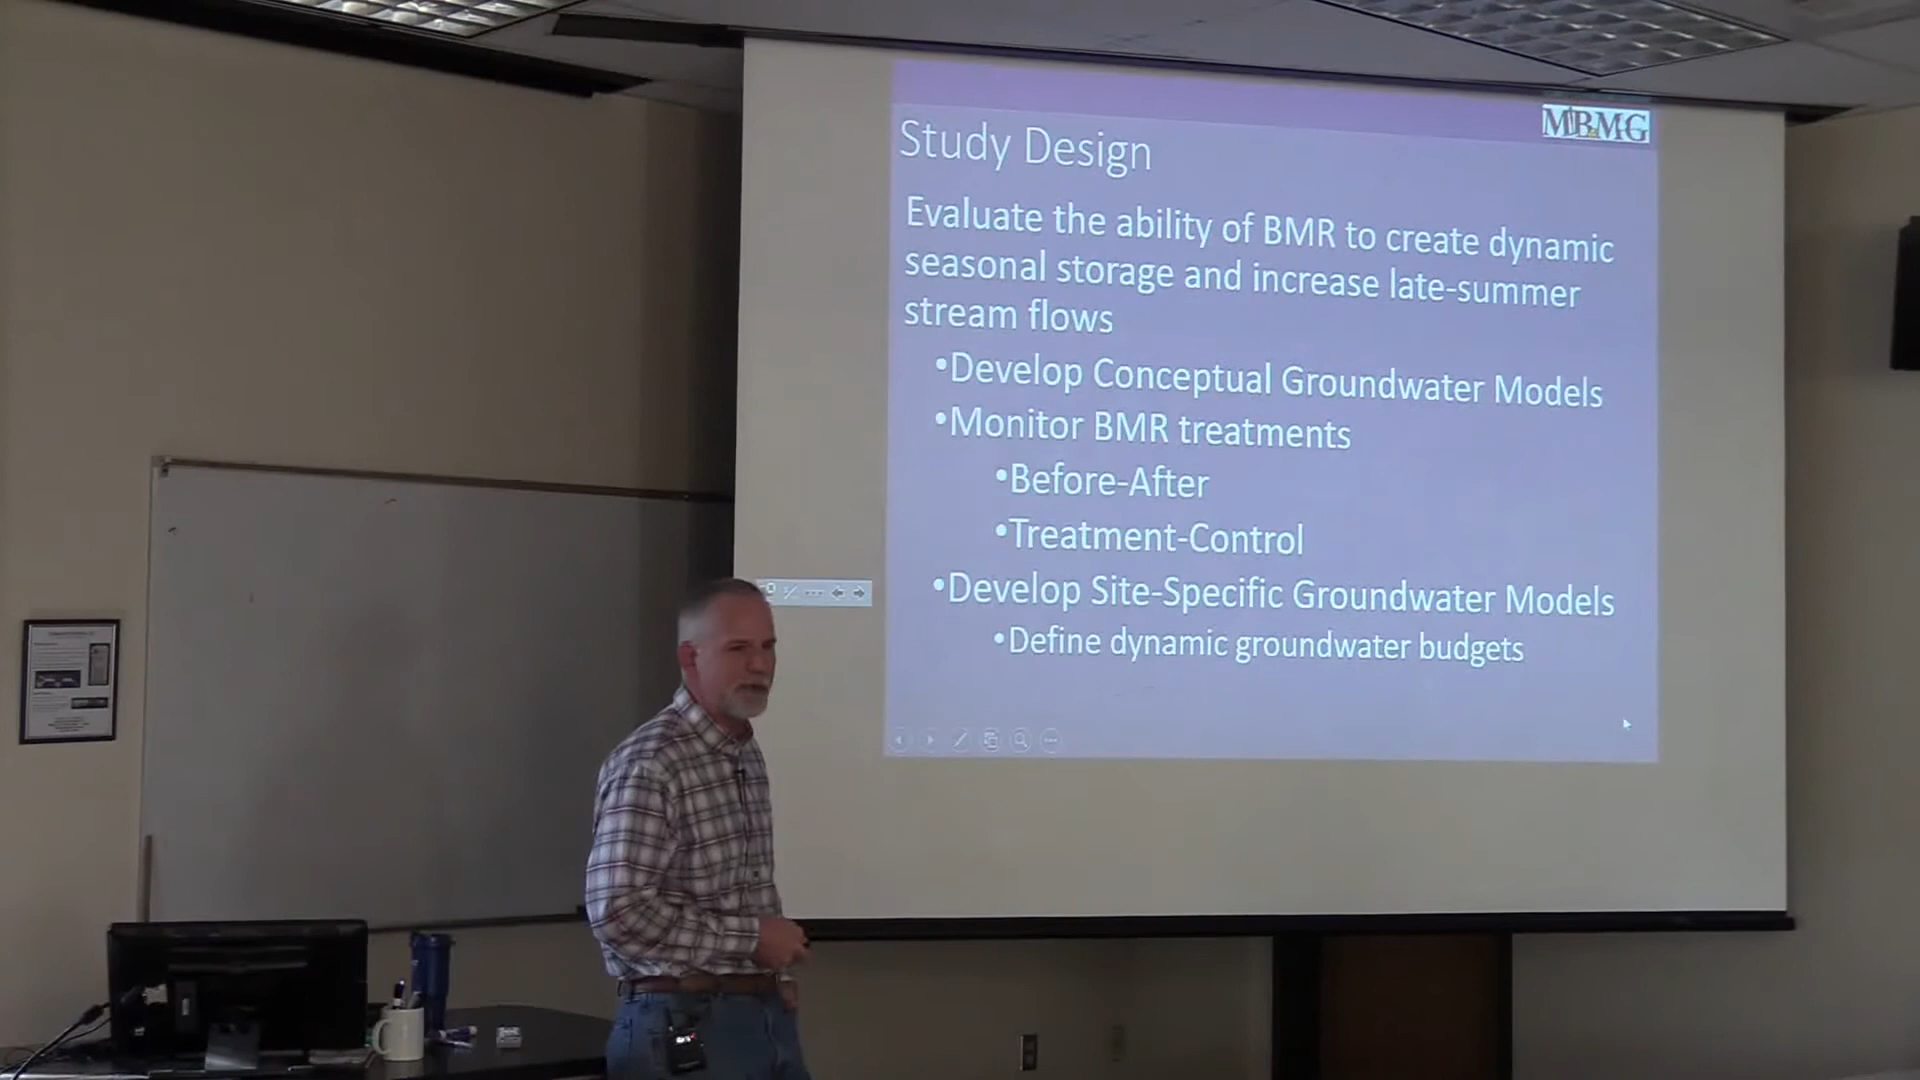 MBMG
Study Design
Evaluate the ability of BMR to create dynamic
seasonal storage and increase late-summer
stream flows
•Develop Conceptual Groundwater Models
•Monitor BMR treatments
•Before-After
•Treatment-Control
•Develop Site-Specific Groundwater Models
•Define dynamic groundwater budgets